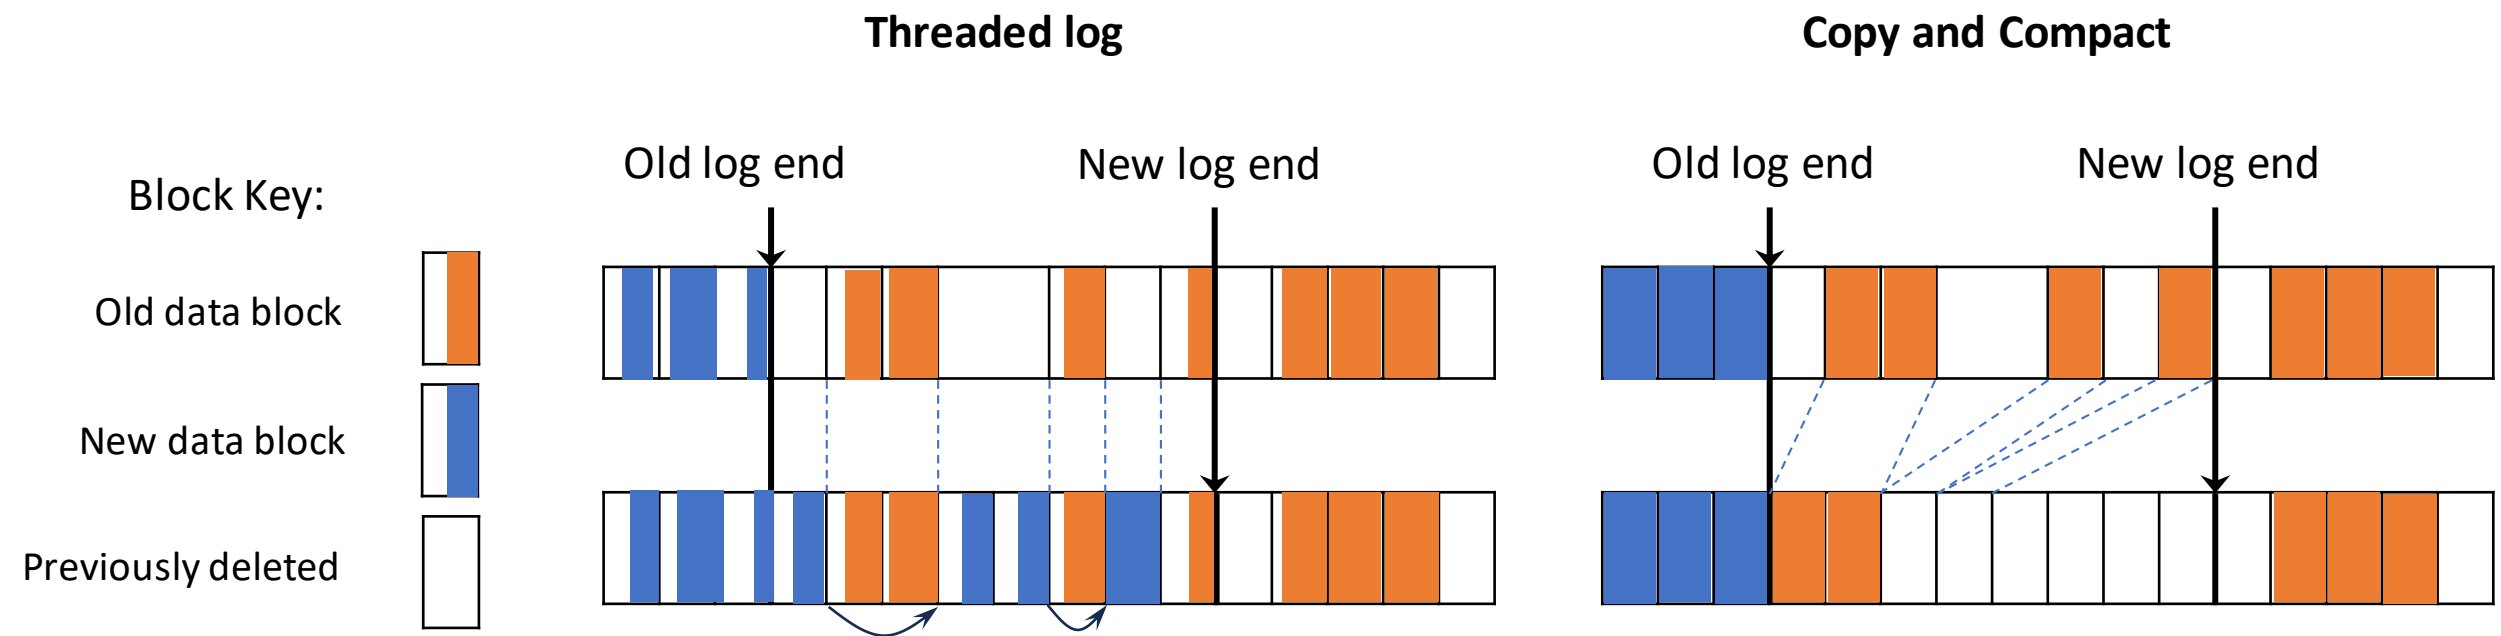 Threaded log
Copy and Compact
Old log end
New log end
Old log end
New log end
Block Key:
Old data block
New data block
Previously deleted